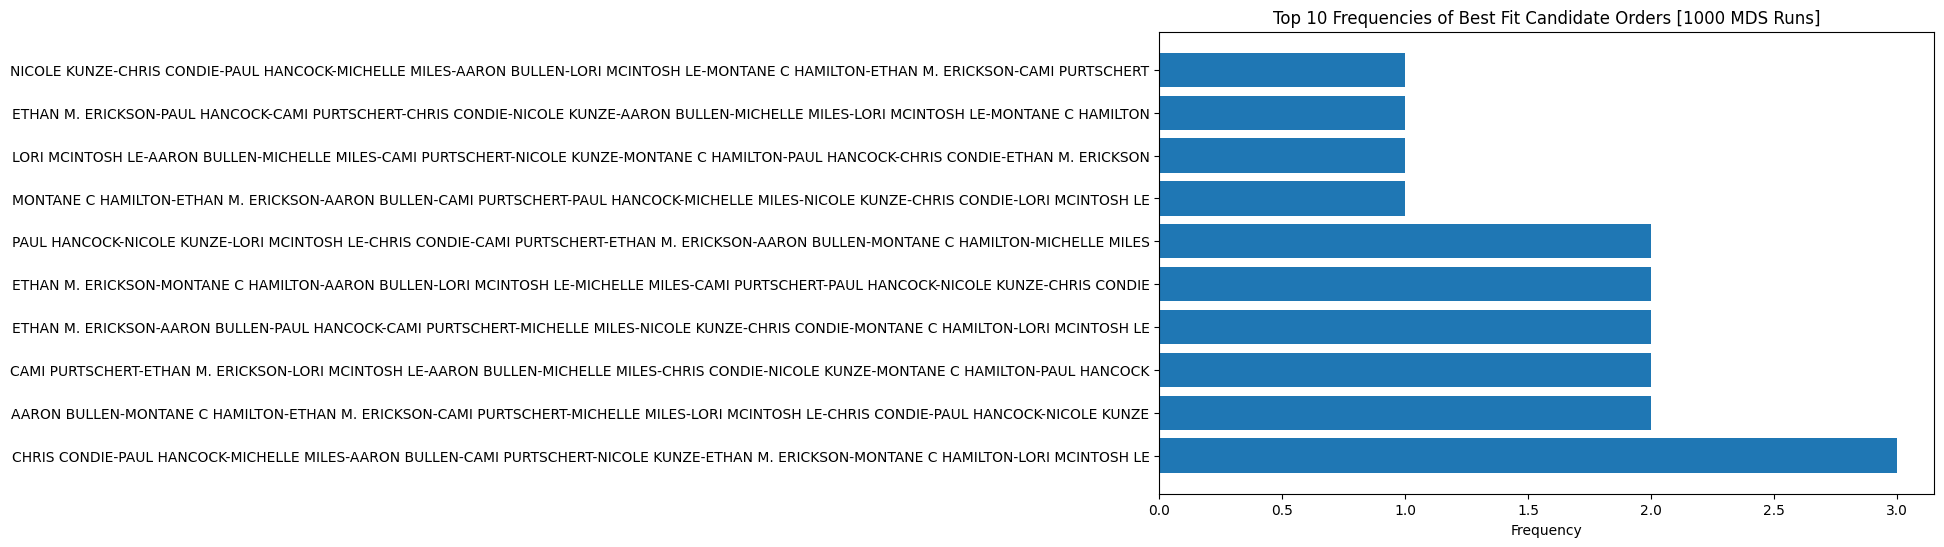 Top 10 Frequencies of Best Fit Candidate Orders [1000 MDS Runs]
NICOLE KUNZE-CHRIS CONDIE-PAUL HANCOCK-MICHELLE MILES-AARON BULLEN-LORI MCINTOSH LE-MONTANE C HAMILTON-ETHAN M. ERICKSON-CAMI PURTSCHERT
ETHAN M. ERICKSON-PAUL HANCOCK-CAMI PURTSCHERT-CHRIS CONDIE-NICOLE KUNZE-AARON BULLEN-MICHELLE MILES-LORI MCINTOSH LE-MONTANE C HAMILTON
LORI MCINTOSH LE-AARON BULLEN-MICHELLE MILES-CAMI PURTSCHERT-NICOLE KUNZE-MONTANE C HAMILTON-PAUL HANCOCK-CHRIS CONDIE-ETHAN M. ERICKSON
MONTANE C HAMILTON-ETHAN M. ERICKSON-AARON BULLEN-CAMI PURTSCHERT-PAUL HANCOCK-MICHELLE MILES-NICOLE KUNZE-CHRIS CONDIE-LORI MCINTOSH LE
PAUL HANCOCK-NICOLE KUNZE-LORI MCINTOSH LE-CHRIS CONDIE-CAMI PURTSCHERT-ETHAN M. ERICKSON-AARON BULLEN-MONTANE C HAMILTON-MICHELLE MILES
ETHAN M. ERICKSON-MONTANE C HAMILTON-AARON BULLEN-LORI MCINTOSH LE-MICHELLE MILES-CAMI PURTSCHERT-PAUL HANCOCK-NICOLE KUNZE-CHRIS CONDIE
ETHAN M. ERICKSON-AARON BULLEN-PAUL HANCOCK-CAMI PURTSCHERT-MICHELLE MILES-NICOLE KUNZE-CHRIS CONDIE-MONTANE C HAMILTON-LORI MCINTOSH LE
CAMI PURTSCHERT-ETHAN M. ERICKSON-LORI MCINTOSH LE-AARON BULLEN-MICHELLE MILES-CHRIS CONDIE-NICOLE KUNZE-MONTANE C HAMILTON-PAUL HANCOCK
AARON BULLEN-MONTANE C HAMILTON-ETHAN M. ERICKSON-CAMI PURTSCHERT-MICHELLE MILES-LORI MCINTOSH LE-CHRIS CONDIE-PAUL HANCOCK-NICOLE KUNZE
CHRIS CONDIE-PAUL HANCOCK-MICHELLE MILES-AARON BULLEN-CAMI PURTSCHERT-NICOLE KUNZE-ETHAN M. ERICKSON-MONTANE C HAMILTON-LORI MCINTOSH LE
0.0 0.5 1.0 1.5 2.0 2.5 3.0
Frequency